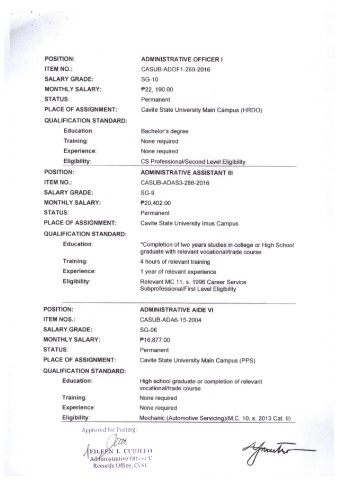 POSITION: ADMINISTRATIVE OFFICER I
ITEM NO.: CASUB-ADOF1-269-2016
SALARY GRADE: SG-10
MONTHLY SALARY: ₱22, 190.00
STATUS: Permanent
PLACE OF ASSIGNMENT: Cavite State University Main Campus (HRDO)
QUALIFICATION STANDARD:
Education: Bachelor's degree
Training: None required
Experience: None required
Eligibility: CS Professional/Second Level Eligibility
POSITION: ADMINISTRATIVE ASSISTANT III
ITEM NO.: CASUB-ADAS3-286-2016
SALARY GRADE: SG-9
MONTHLY SALARY: ₱20,402.00
STATUS: Permanent
PLACE OF ASSIGNMENT: Cavite State University Imus Campus
QUALIFICATION STANDARD:
Education: "Completion of two years studies in college or High School
graduate with relevant vocational/trade course
Training: 4 hours of relevant training
Experience: 1 year of relevant experience
Eligibility: Relevant MC 11, s. 1996 Career Service
Subprofessional/First Level Eligibility
POSITION: ADMINISTRATIVE AIDE VI
ITEM NOS.: CASUB-ADA6-15-2004
SALARY GRADE: SG-06
MONTHLY SALARY: ₱16,877.00
STATUS: Permanent
PLACE OF ASSIGNMENT: Cavite State University Main Campus (PPS)
QUALIFICATION STANDARD:
Education: High school graduate or completion of relevant
vocational/trade course
Training: None required
Experience: None required
Eligibility: Mechanic (Automotive Servicing)(M.C. 10, s. 2013 Cat. II)
Approved for Posting:
EILEEN L. CUBILLO
Administrative Officer V
Records Office, CvSU